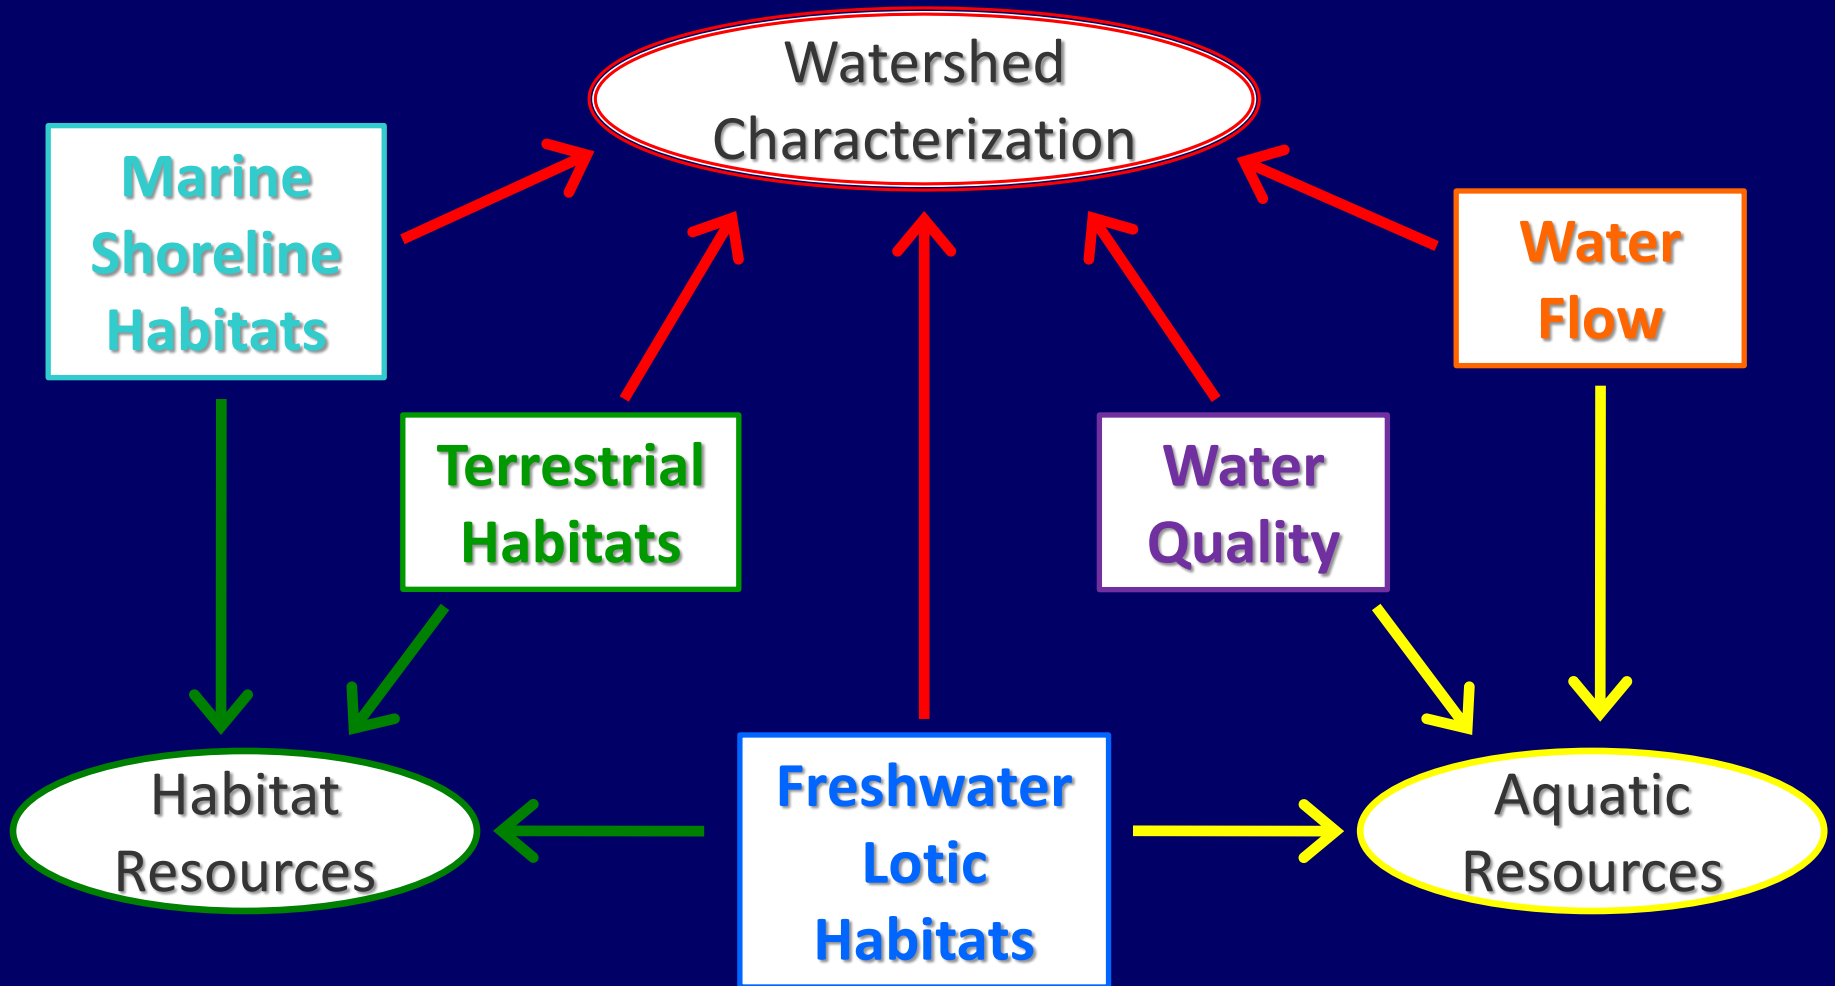 Watershed
Characterization
Marine
Shoreline
Habitats
Water
Flow
Terrestrial
Habitats
Water
Quality
Habitat
Resources
Freshwater
Lotic
Habitats
Aquatic
Resources